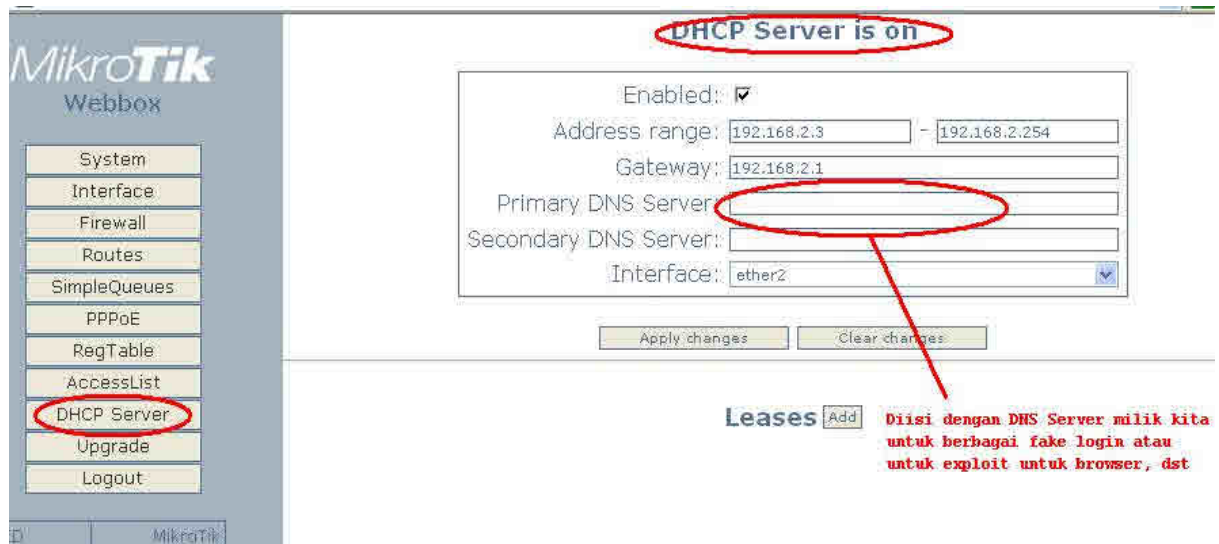 DHCP Server is on
MikroTik
Webbox
Enabled:
Address range: 192.168.2.3 - 192.168.2.254
Gateway: 192.168.2.1
Primary DNS Server:
Secondary DNS Server:
Interface: ether2
Apply changes Clear changes
System
Interface
Firewall
Routes
SimpleQueues
PPPoE
RegTable
AccessList
DHCP Server
Upgrade
Logout
Leases Add
Diisi dengan DNS Server milik kita
untuk berbagai fake login atau
untuk exploit untuk browser, dst
MikroTik